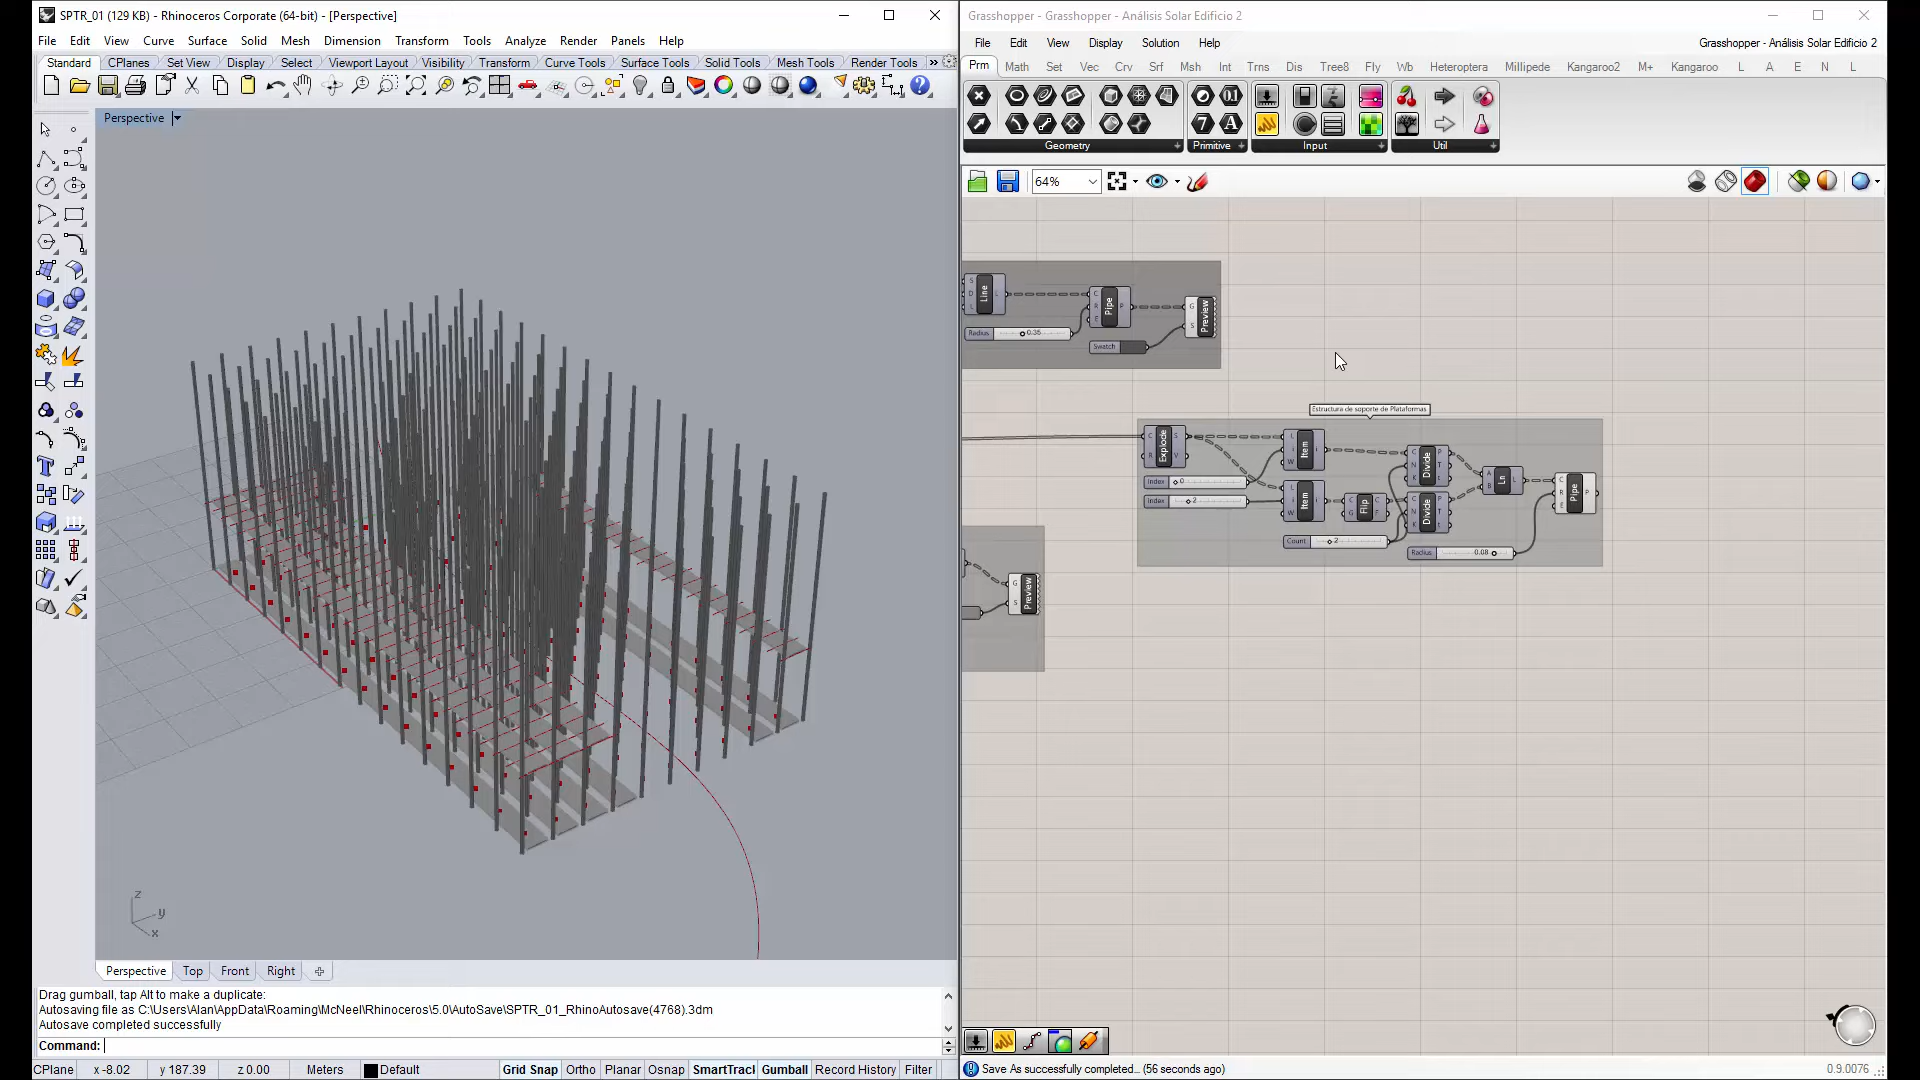 SPTR_01 (129 KB) - Rhinoceros Corporate (64-bit) - [Perspective]
File Edit View Curve Surface Solid Mesh Dimension Transform Tools Analyze Render Panels Help
Standard CPlanes Set View Display Select Viewport Layout Visibility Transform Curve Tools Surface Tools Solid Tools Mesh Tools Render Tools »
Perspective
z
y
x
Perspective Top Front Right
Drag gumball, tap Alt to make a duplicate:
Autosaving file as C:\Users\Alan\AppData\Roaming\McNeel\Rhinoceros\5.0\AutoSave\SPTR_01_RhinoAutosave(4768).3dm
Autosave completed successfully
Command:
CPlane x -8.02 y 187.39 z 0.00 Meters Default Grid Snap Ortho Planar Osnap SmartTrack Gumball Record History Filter
Grasshopper - Grasshopper - Análisis Solar Edificio 2
File Edit View Display Solution Help
Grasshopper - Análisis Solar Edificio 2
Prm Math Set Vec Crv Srf Msh Int Trns Dis Tree8 Fly Wb Heteroptera Millipede Kangaroo2 M+ Kangaroo L A E N L
Geometry Primitive Input Util
64%
S
D
L
Line
L
C
R
E
Pipe
P
G
S
Preview
Radius 0.35
Swatch
Estructura de soporte de Plataformas
C
R
Explode
S
V
Index 0
Index 2
L
i
W
Item
i
L
i
W
Item
i
C
G
Flip
C
F
Count 2
C
N
K
Divide
P
T
t
C
N
K
Divide
P
T
t
A
B
Ln
L
Radius 0.08
C
R
E
Pipe
P
G
S
Preview
Save As successfully completed... (56 seconds ago)
0.9.0076